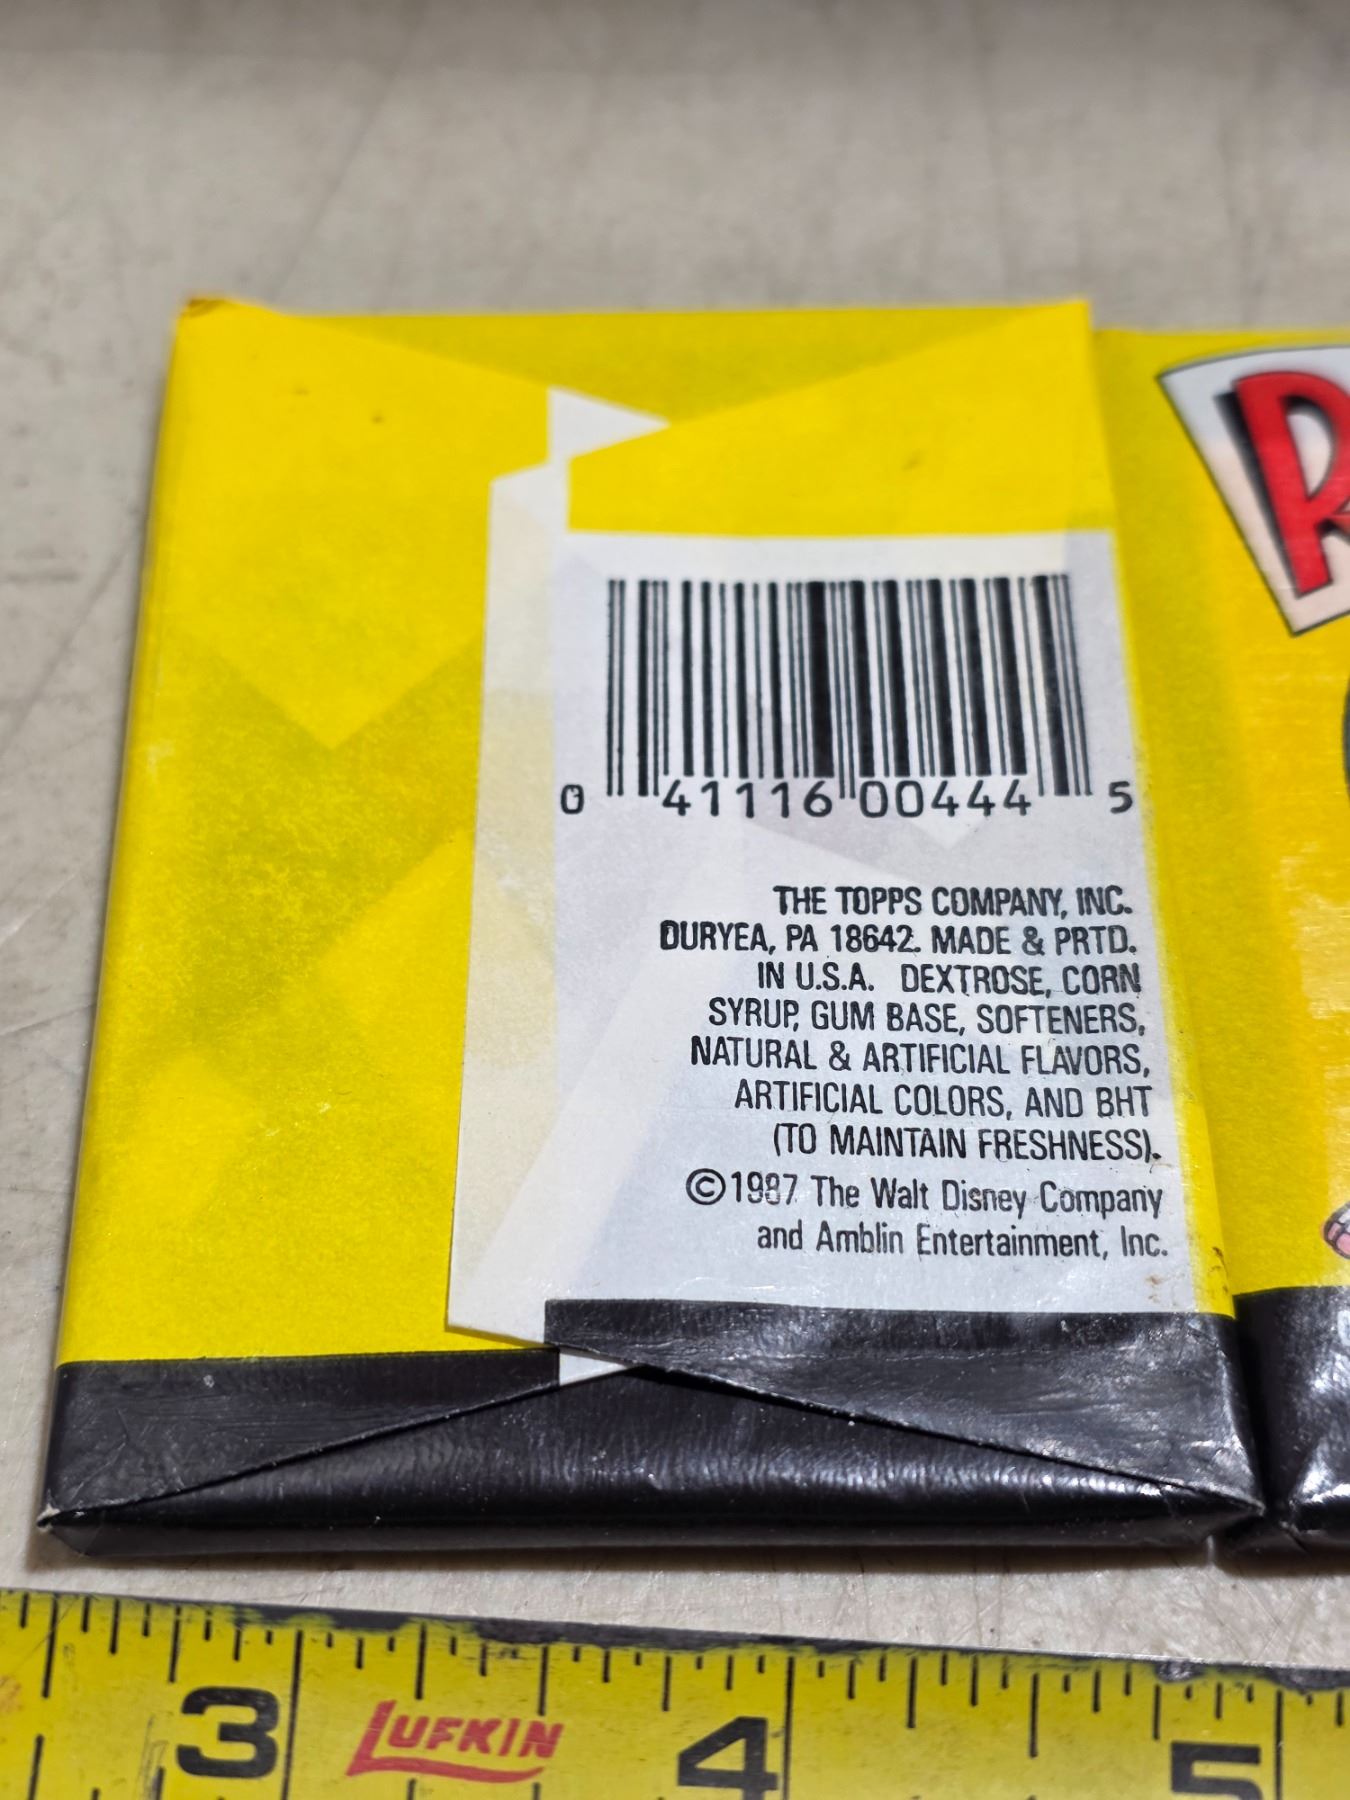 R
0 41116 00444 5
THE TOPPS COMPANY, INC.
DURYEA, PA 18642. MADE & PRTD.
IN U.S.A. DEXTROSE, CORN
SYRUP, GUM BASE, SOFTENERS,
NATURAL & ARTIFICIAL FLAVORS,
ARTIFICIAL COLORS, AND BHT
(TO MAINTAIN FRESHNESS).
©1987 The Walt Disney Company
and Amblin Entertainment, Inc.
3 LUFKIN 4 5